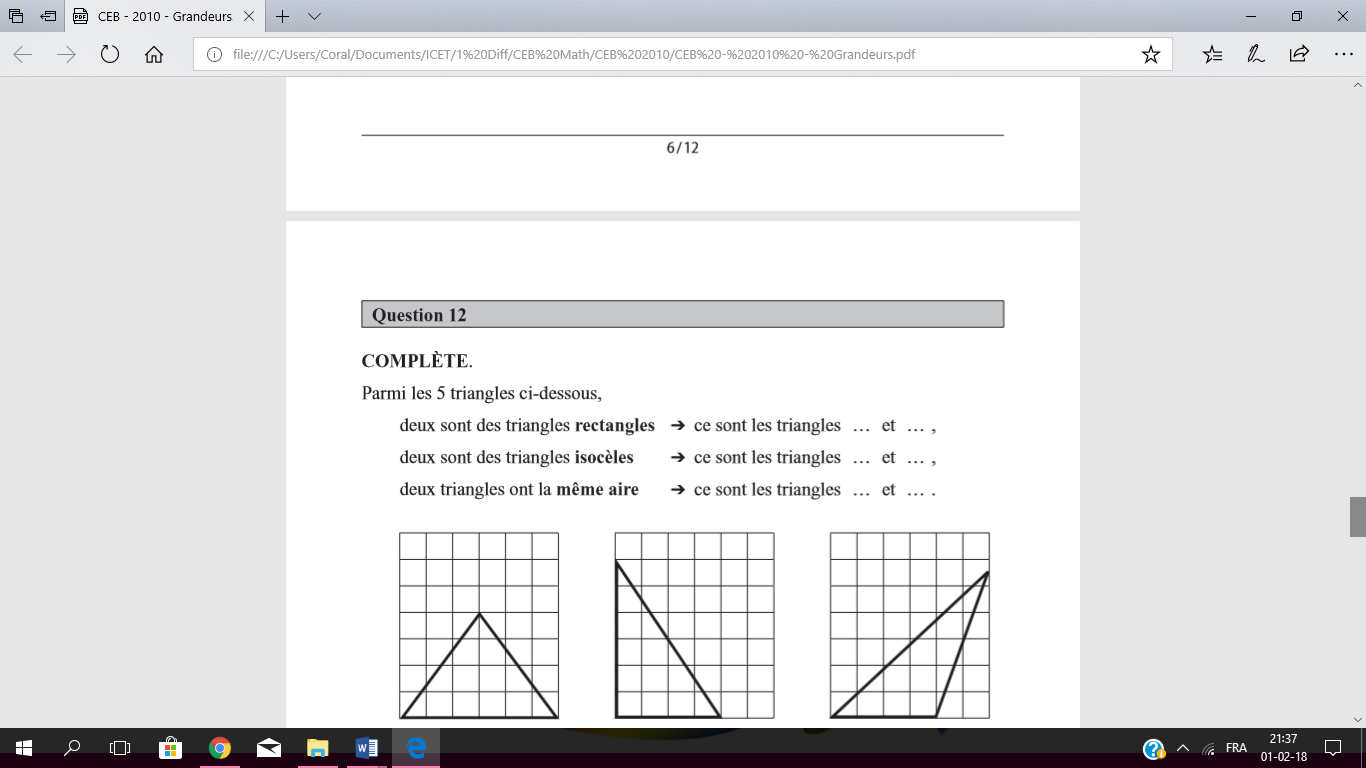 CEB - 2010 - Grandeurs
file:///C:/Users/Coral/Documents/ICET/1%20Diff/CEB%20Math/CEB%202010/CEB%20-%202010%20-%20Grandeurs.pdf
6/12
Question 12
COMPLÈTE.
Parmi les 5 triangles ci-dessous,
deux sont des triangles rectangles ➔ ce sont les triangles … et … ,
deux sont des triangles isocèles ➔ ce sont les triangles … et … ,
deux triangles ont la même aire ➔ ce sont les triangles … et … .
FRA
21:37
01-02-18